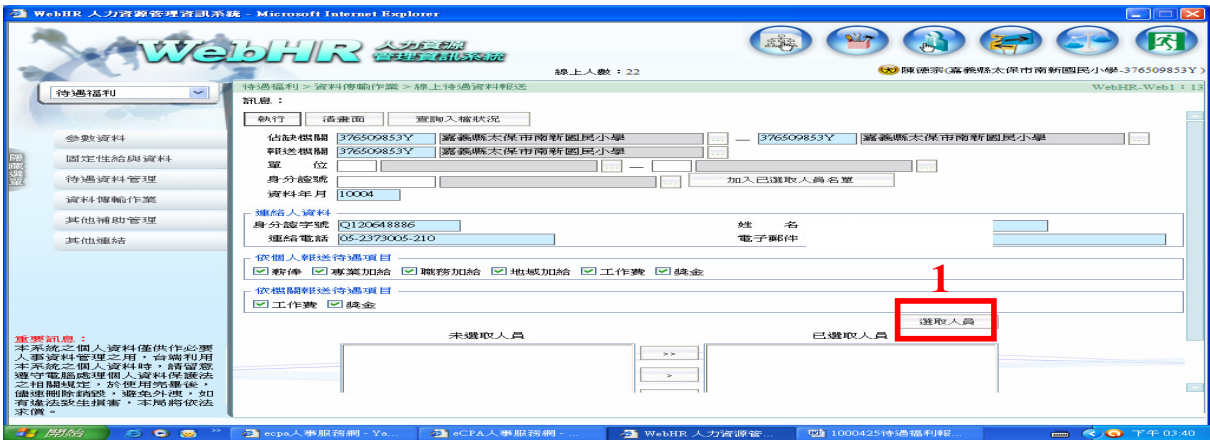 WebHR 人力資源管理資訊系統 - Microsoft Internet Explorer
WebHR 人力資源
管理資訊系統
線上人數：22
陳德宗(嘉義縣太保市南新國民小學-376509853Y)
待遇福利
待遇福利 > 資料傳輸作業 > 線上待遇資料報送
WebHR-Web1：13
訊息：
執行 清畫面 查詢入檔狀況
參數資料
固定性給與資料
待遇資料管理
資料傳輸作業
其他補助管理
其他連結
隱藏選單
佔缺機關 376509853Y 嘉義縣太保市南新國民小學 ... — 376509853Y 嘉義縣太保市南新國民小學 ...
報送機關 376509853Y 嘉義縣太保市南新國民小學 ...
單 位 ... — ...
身分證號 ... 加入已選取人員名單
資料年月 10004
連絡人資料
身分證字號 Q120648886 姓 名
連絡電話 05-2373005-210 電子郵件
依個人報送待遇項目
薪俸 專業加給 職務加給 地域加給 工作費 獎金
依機關報送待遇項目
工作費 獎金
1
選取人員
未選取人員 已選取人員
>>
>
重要訊息：
本系統之個人資料僅供作必要
人事資料管理之用，台端利用
本系統之個人資料時，請留意
遵守電腦處理個人資料保護法
之相關規定，於使用完畢後，
儘速刪除銷毀，避免外洩，如
有違法致生損害，本局將依法
求償。
開始 » ecpa人事服務網 - Ya... eCPA人事服務網 - ... WebHR 人力資源管... 1000425待遇福利報... 下午 03:40